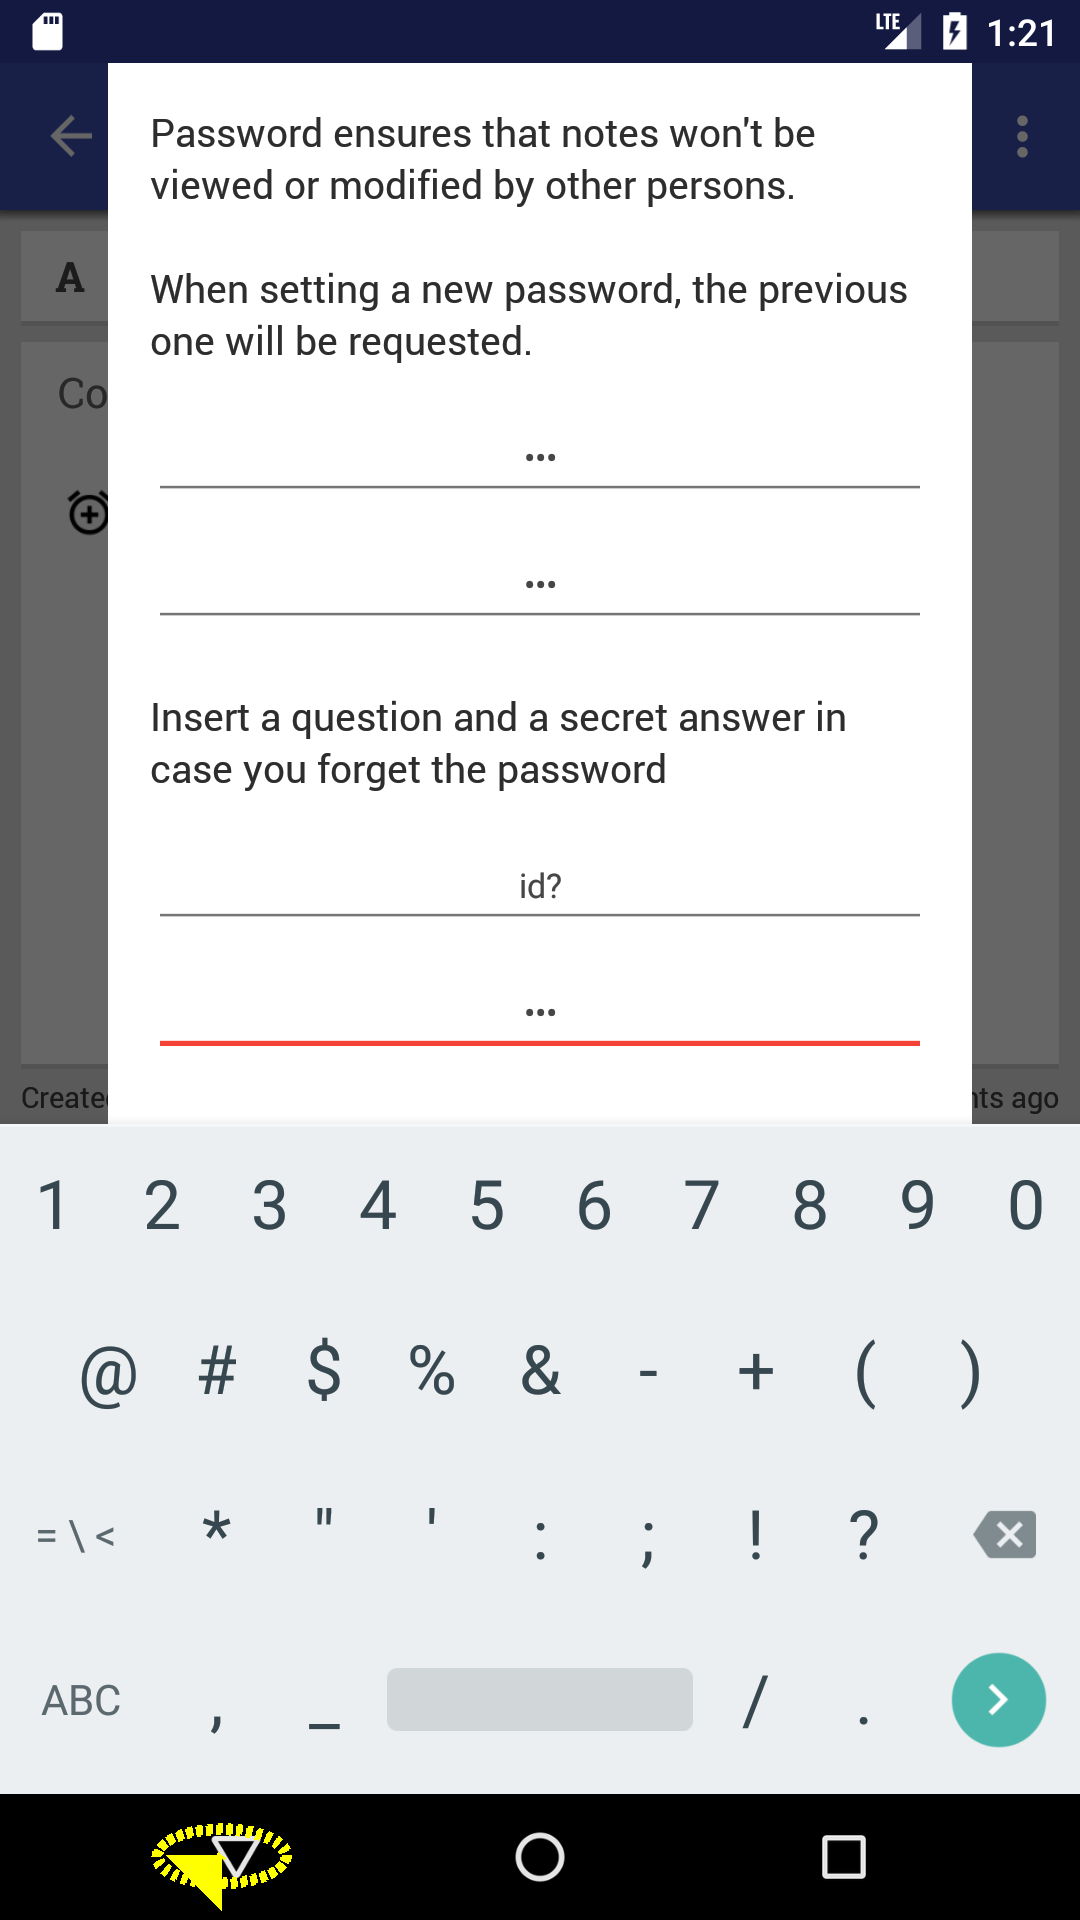 LTE 1:21
Password ensures that notes won't be
viewed or modified by other persons.
When setting a new password, the previous
one will be requested.
A
Co
•••
•••
Insert a question and a secret answer in
case you forget the password
id?
•••
Create
nts ago
1 2 3 4 5 6 7 8 9 0
@ # $ % & - + ( )
= \ < * " ' : ; ! ?
ABC , _ / .